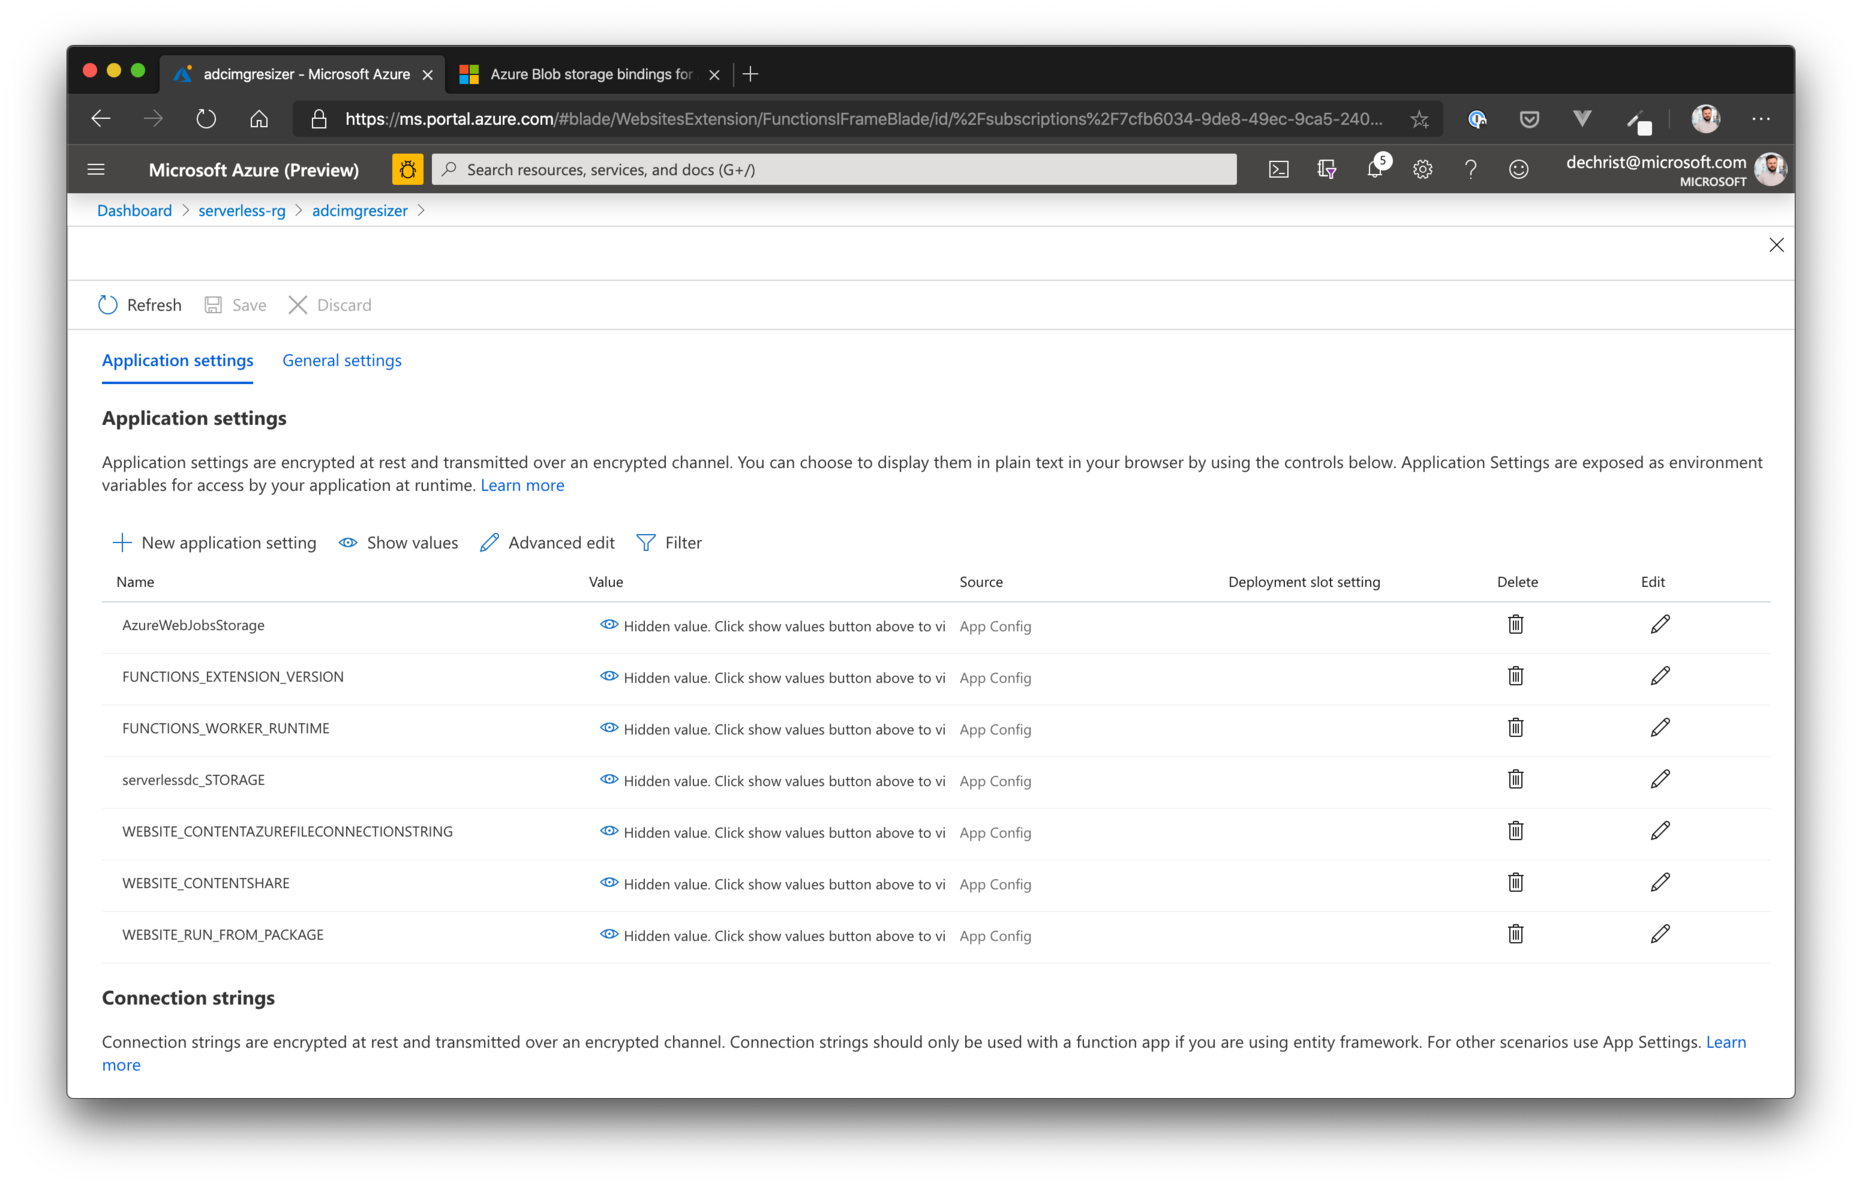 adcimgresizer - Microsoft Azure
Azure Blob storage bindings for
https://ms.portal.azure.com/#blade/WebsitesExtension/FunctionsIFrameBlade/id/%2Fsubscriptions%2F7cfb6034-9de8-49ec-9ca5-240...
Microsoft Azure (Preview)
Search resources, services, and docs (G+/)
5
dechrist@microsoft.com
MICROSOFT
Dashboard > serverless-rg > adcimgresizer >
Refresh Save Discard
Application settings General settings
Application settings
Application settings are encrypted at rest and transmitted over an encrypted channel. You can choose to display them in plain text in your browser by using the controls below. Application Settings are exposed as environment
variables for access by your application at runtime. Learn more
New application setting Show values Advanced edit Filter
Name Value Source Deployment slot setting Delete Edit
AzureWebJobsStorage Hidden value. Click show values button above to vi App Config
FUNCTIONS_EXTENSION_VERSION Hidden value. Click show values button above to vi App Config
FUNCTIONS_WORKER_RUNTIME Hidden value. Click show values button above to vi App Config
serverlessdc_STORAGE Hidden value. Click show values button above to vi App Config
WEBSITE_CONTENTAZUREFILECONNECTIONSTRING Hidden value. Click show values button above to vi App Config
WEBSITE_CONTENTSHARE Hidden value. Click show values button above to vi App Config
WEBSITE_RUN_FROM_PACKAGE Hidden value. Click show values button above to vi App Config
Connection strings
Connection strings are encrypted at rest and transmitted over an encrypted channel. Connection strings should only be used with a function app if you are using entity framework. For other scenarios use App Settings. Learn
more